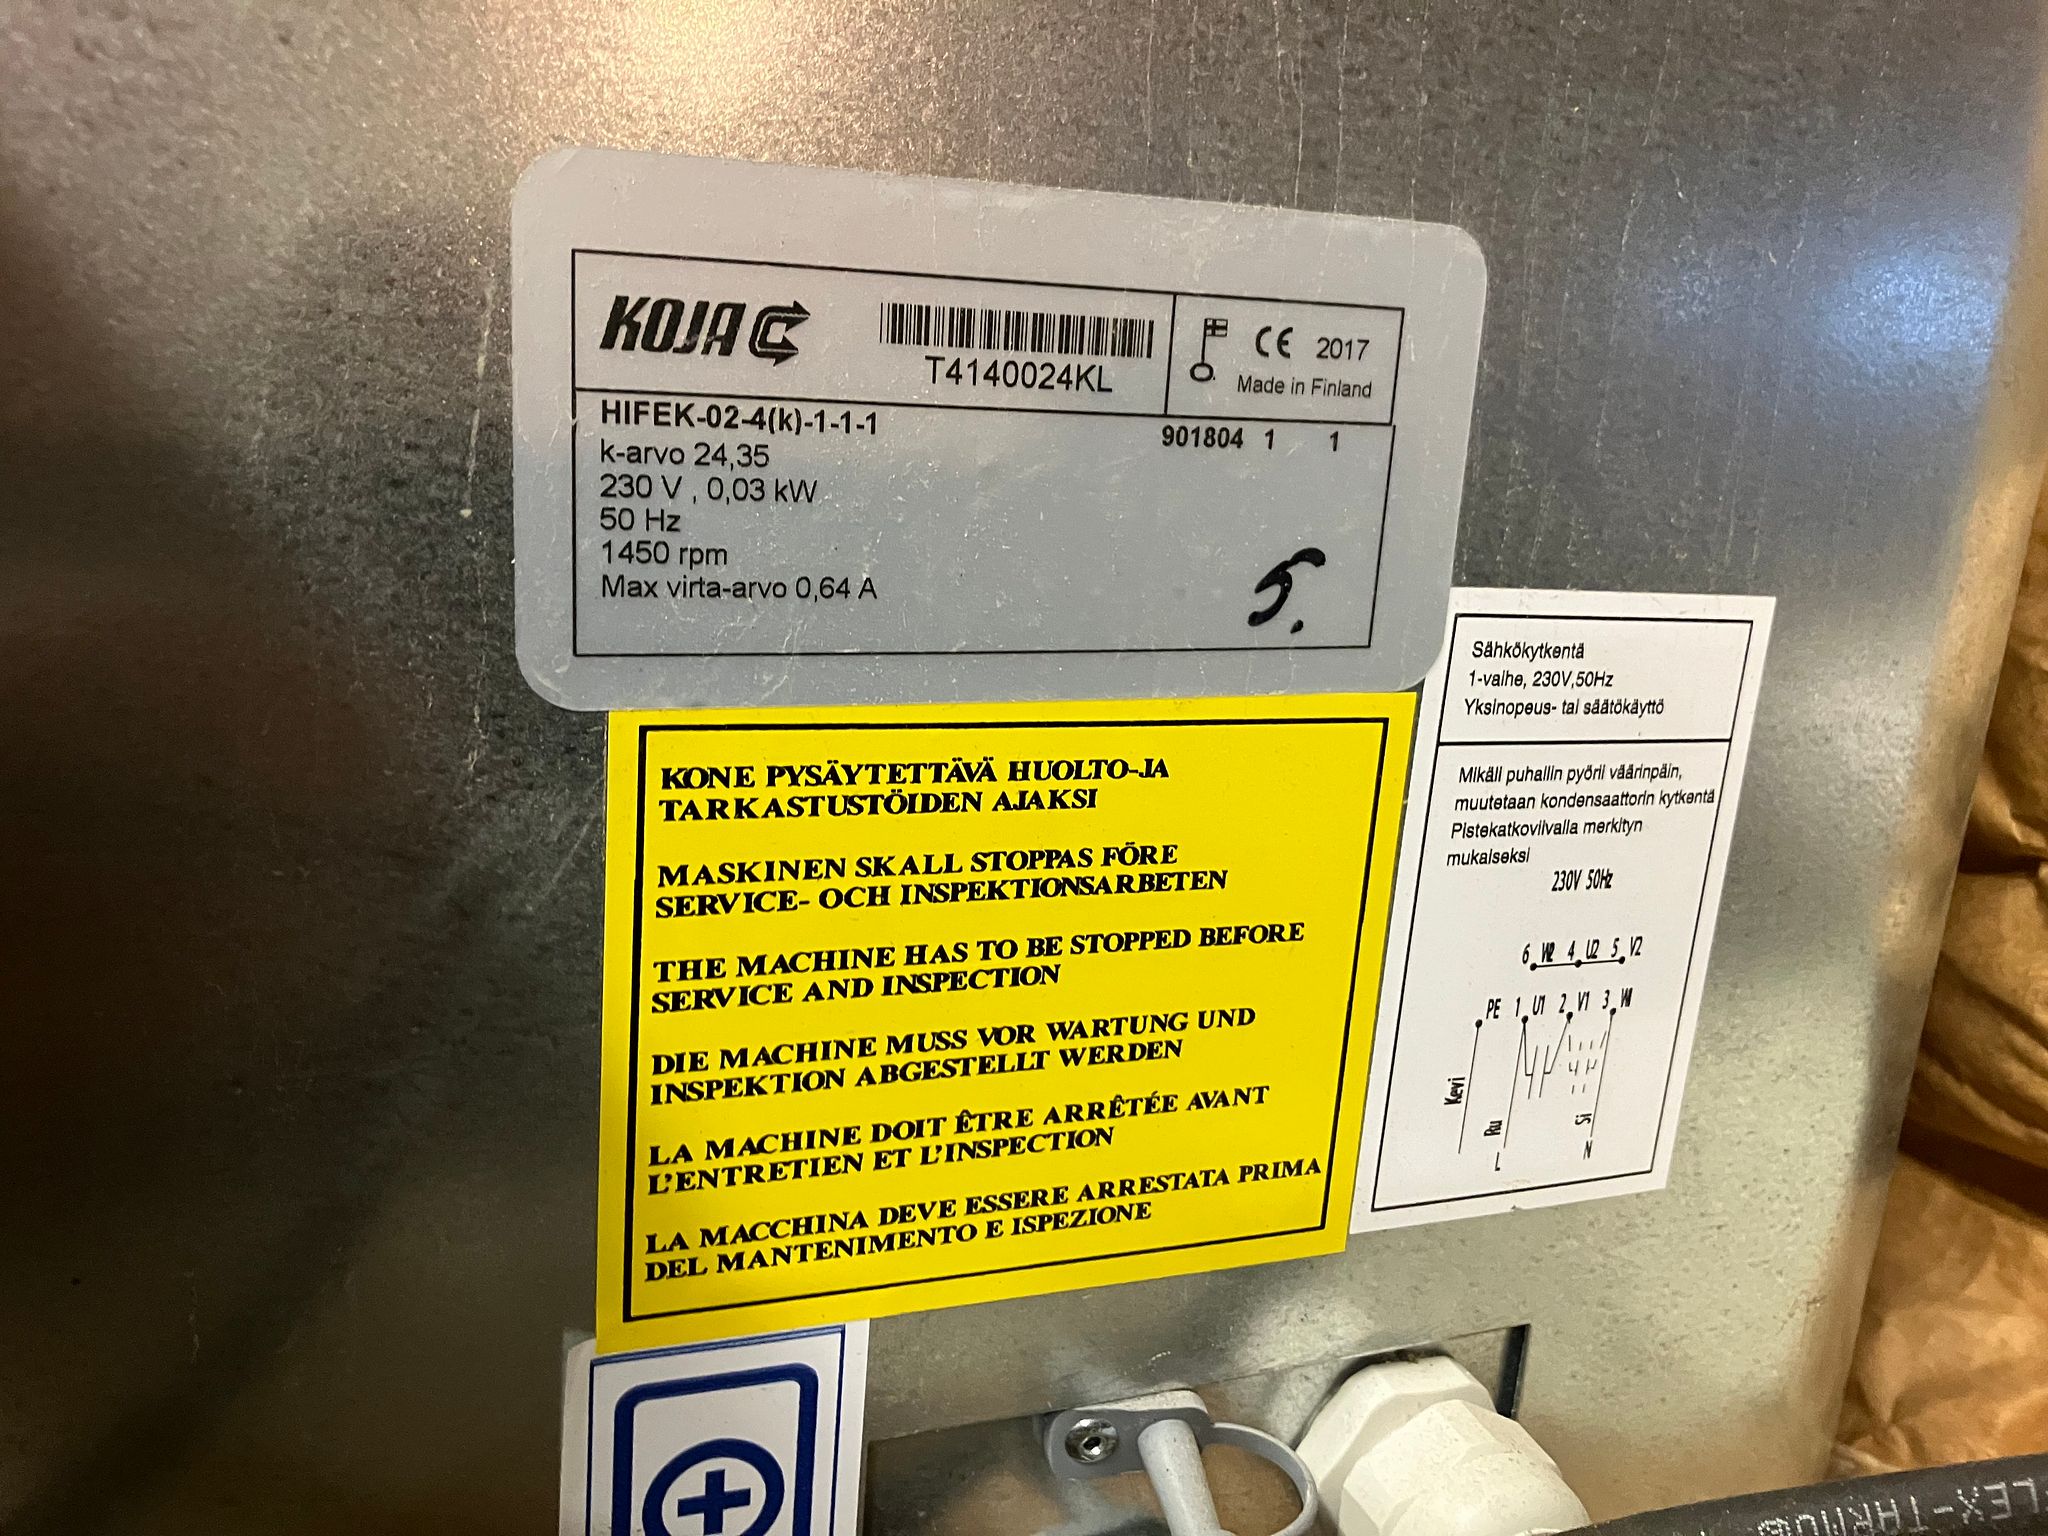 KOJA
T4140024KL
CE 2017
Made in Finland
HIFEK-02-4(k)-1-1-1
901804 1 1
k-arvo 24,35
230 V , 0,03 kW
50 Hz
1450 rpm
Max virta-arvo 0,64 A
5.
KONE PYSÄYTETTÄVÄ HUOLTO-JA
TARKASTUSTÖIDEN AJAKSI
MASKINEN SKALL STOPPAS FÖRE
SERVICE- OCH INSPEKTIONSARBETEN
THE MACHINE HAS TO BE STOPPED BEFORE
SERVICE AND INSPECTION
DIE MACHINE MUSS VOR WARTUNG UND
INSPEKTION ABGESTELLT WERDEN
LA MACHINE DOIT ÊTRE ARRÊTÉE AVANT
L'ENTRETIEN ET L'INSPECTION
LA MACCHINA DEVE ESSERE ARRESTATA PRIMA
DEL MANTENIMENTO E ISPEZIONE
Sähkökytkentä
1-vaihe, 230V,50Hz
Yksinopeus- tai säätökäyttö
Mikäli puhallin pyörii väärinpäin,
muutetaan kondensaattorin kytkentä
Pistekatkoviivalla merkityn
mukaiseksi
230V 50Hz
6 W2 4 U2 5 V2
PE 1 U1 2 V1 3 W1
Kevi
Ru
Si
L
N